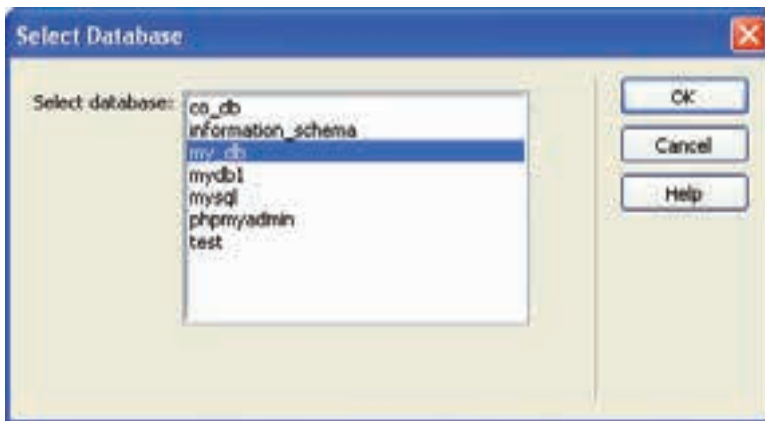 Select Database
Select database:
co_db
information_schema
my_db
mydb1
mysql
phpmyadmin
test
OK
Cancel
Help